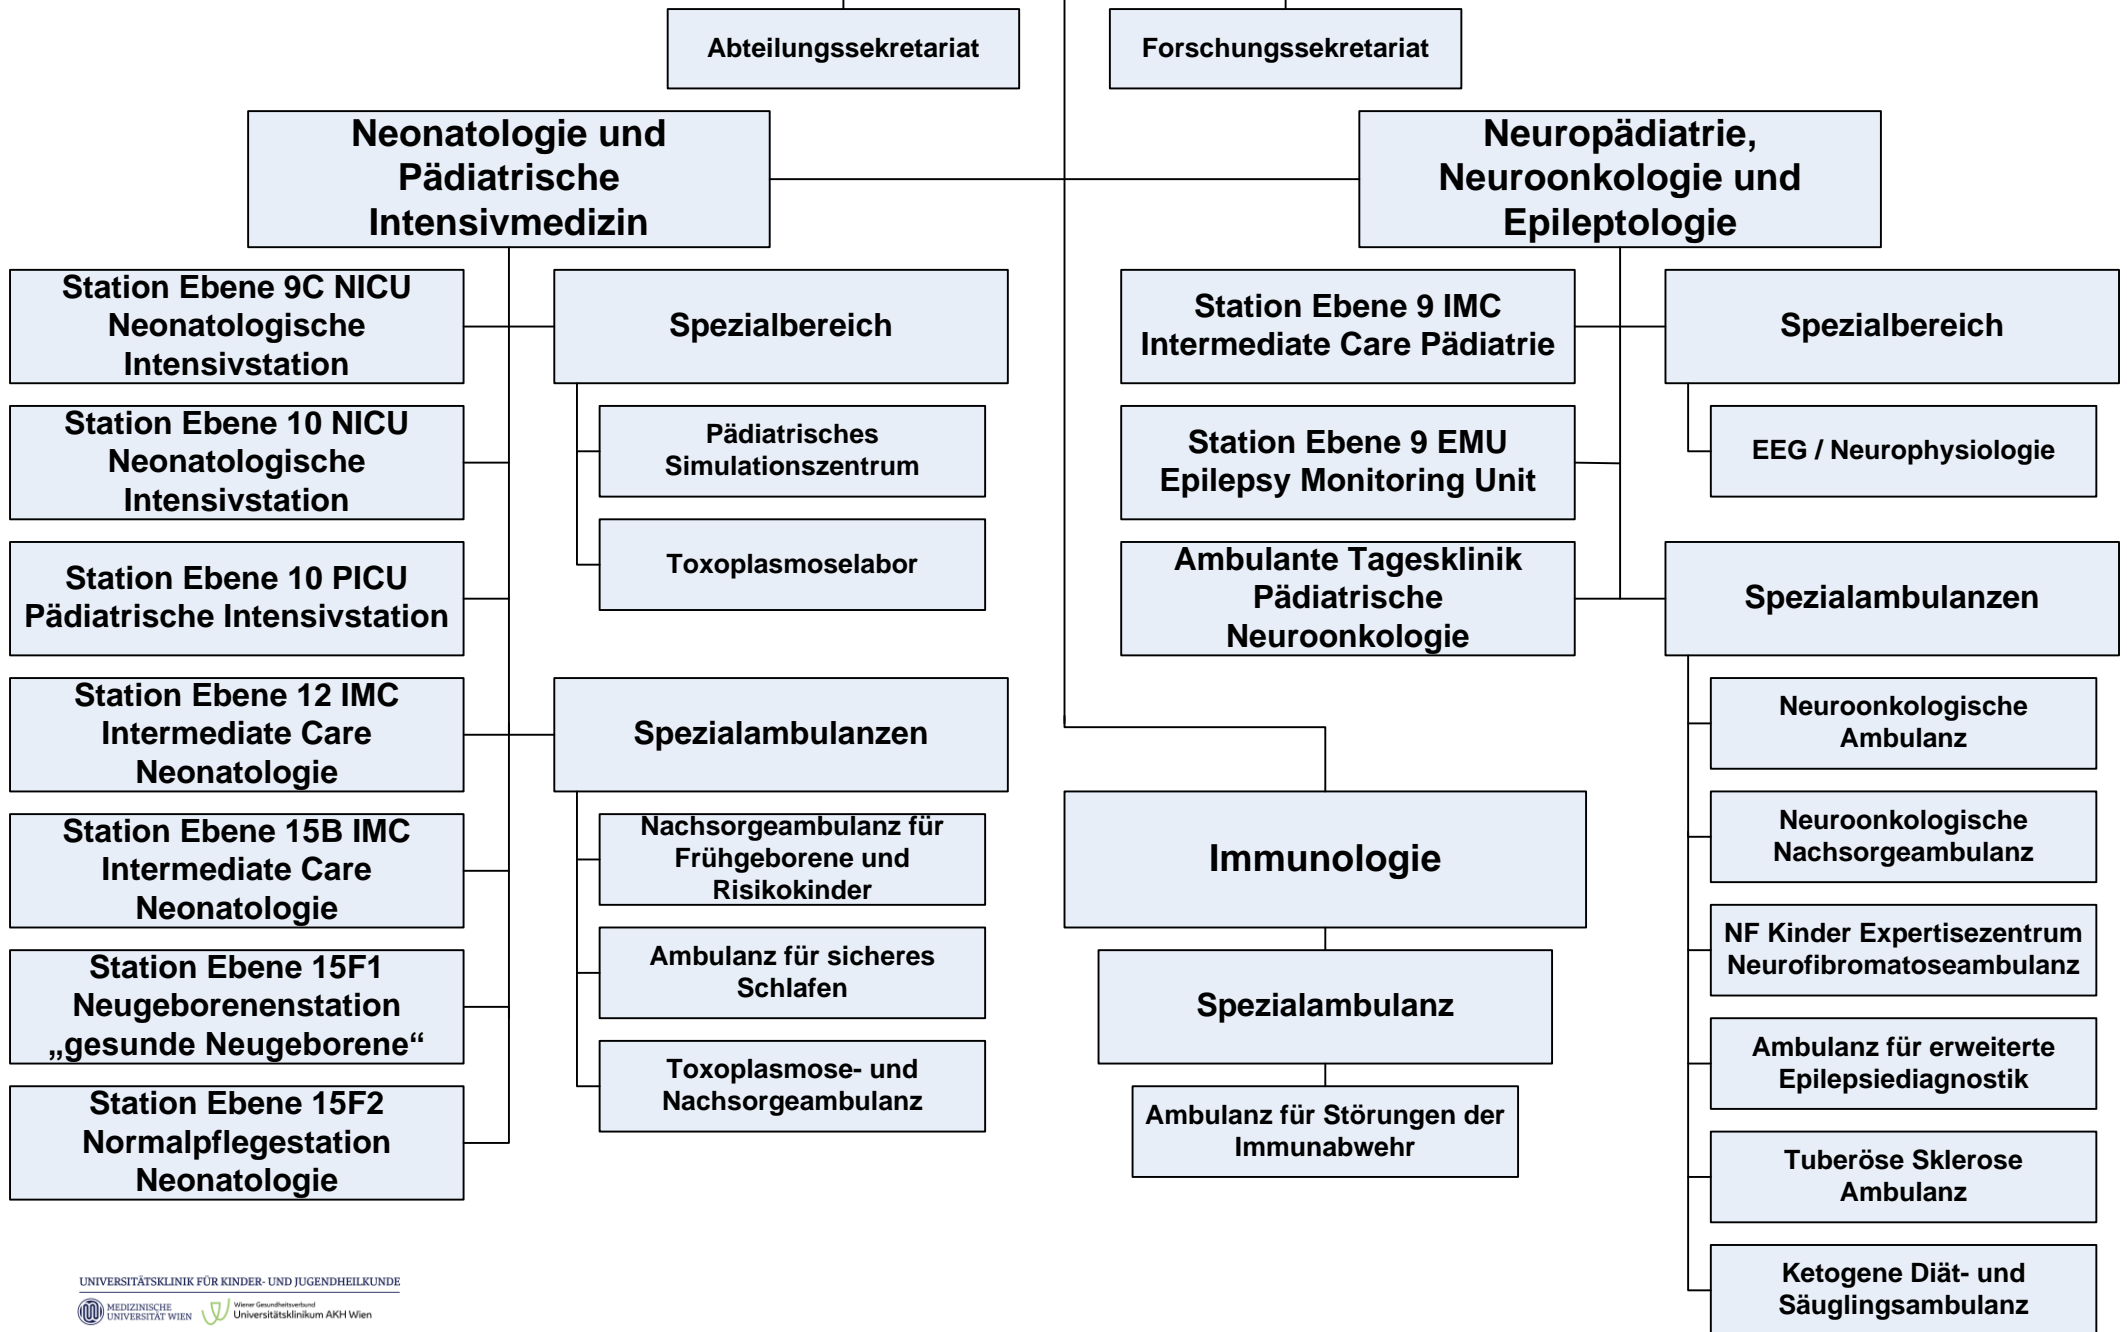 Abteilungssekretariat
Forschungssekretariat
Neonatologie und
Pädiatrische
Intensivmedizin
Station Ebene 9C NICU
Neonatologische
Intensivstation
Station Ebene 10 NICU
Neonatologische
Intensivstation
Station Ebene 10 PICU
Pädiatrische Intensivstation
Station Ebene 12 IMC
Intermediate Care
Neonatologie
Station Ebene 15B IMC
Intermediate Care
Neonatologie
Station Ebene 15F1
Neugeborenenstation
„gesunde Neugeborene“
Station Ebene 15F2
Normalpflegestation
Neonatologie
Spezialbereich
Pädiatrisches
Simulationszentrum
Toxoplasmoselabor
Spezialambulanzen
Nachsorgeambulanz für
Frühgeborene und
Risikokinder
Ambulanz für sicheres
Schlafen
Toxoplasmose- und
Nachsorgeambulanz
Neuropädiatrie,
Neuroonkologie und
Epileptologie
Station Ebene 9 IMC
Intermediate Care Pädiatrie
Station Ebene 9 EMU
Epilepsy Monitoring Unit
Ambulante Tagesklinik
Pädiatrische
Neuroonkologie
Spezialbereich
EEG / Neurophysiologie
Spezialambulanzen
Neuroonkologische
Ambulanz
Neuroonkologische
Nachsorgeambulanz
NF Kinder Expertisezentrum
Neurofibromatoseambulanz
Ambulanz für erweiterte
Epilepsiediagnostik
Tuberöse Sklerose
Ambulanz
Ketogene Diät- und
Säuglingsambulanz
Immunologie
Spezialambulanz
Ambulanz für Störungen der
Immunabwehr
UNIVERSITÄTSKLINIK FÜR KINDER- UND JUGENDHEILKUNDE
MEDIZINISCHE
UNIVERSITÄT WIEN
Wiener Gesundheitsverbund
Universitätsklinikum AKH Wien